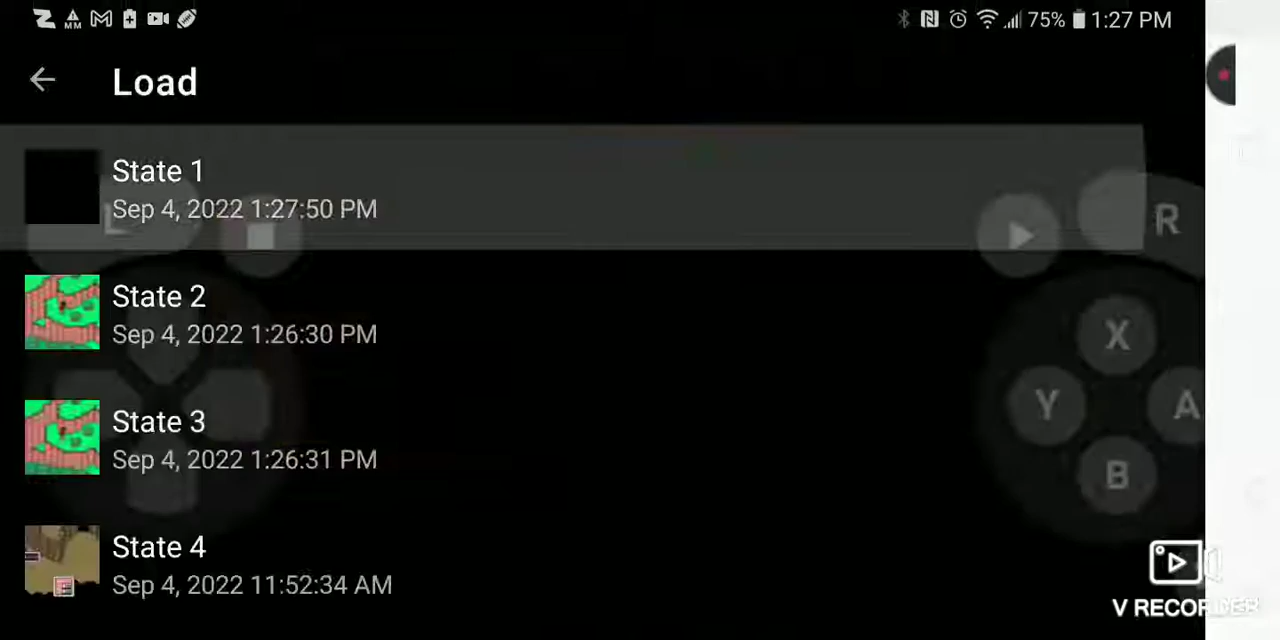 75% 1:27 PM
Load
State 1
Sep 4, 2022 1:27:50 PM
L
R
State 2
Sep 4, 2022 1:26:30 PM
X
Y
A
State 3
Sep 4, 2022 1:26:31 PM
B
State 4
Sep 4, 2022 11:52:34 AM
V RECORDER